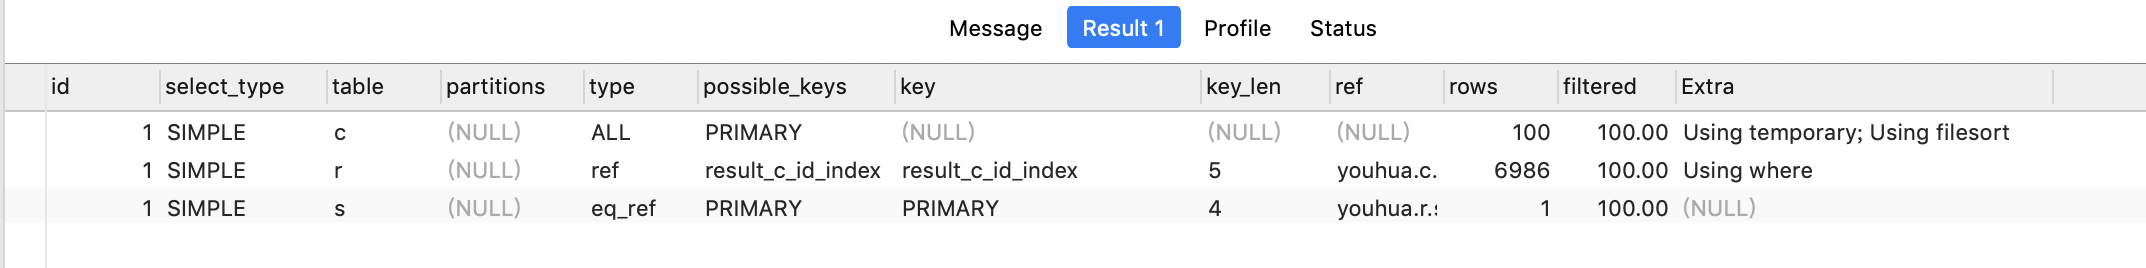 Message Result 1 Profile Status
id select_type table partitions type possible_keys key key_len ref rows filtered Extra
1 SIMPLE c (NULL) ALL PRIMARY (NULL) (NULL) (NULL) 100 100.00 Using temporary; Using filesort
1 SIMPLE r (NULL) ref result_c_id_index result_c_id_index 5 youhua.c. 6986 100.00 Using where
1 SIMPLE s (NULL) eq_ref PRIMARY PRIMARY 4 youhua.r. 1 100.00 (NULL)